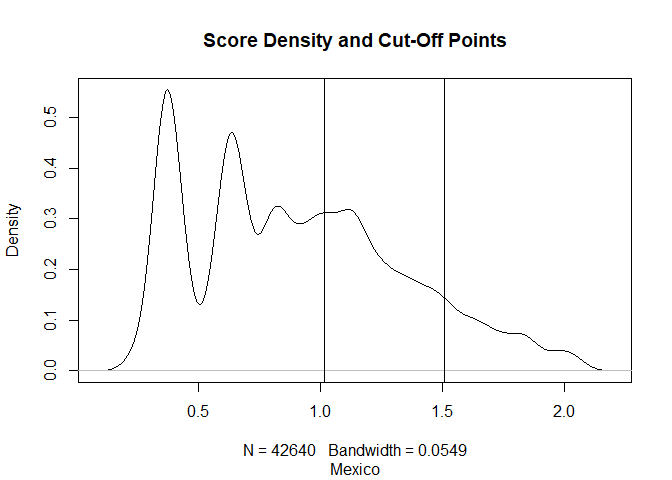 Score Density and Cut-Off Points
Density
0.5
0.4
0.3
0.2
0.1
0.0
0.5 1.0 1.5 2.0
N = 42640 Bandwidth = 0.0549
Mexico